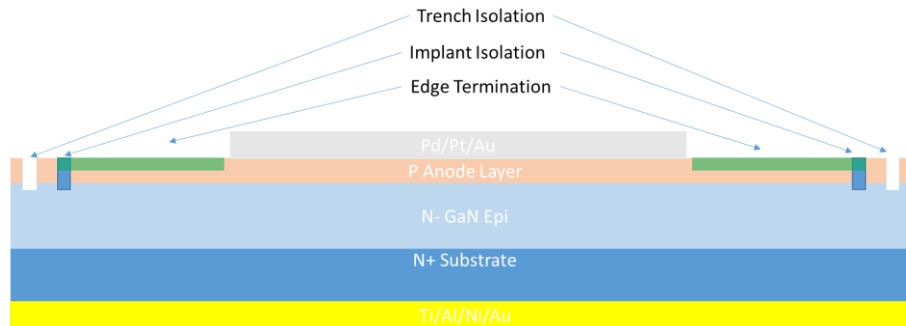 Trench Isolation
Implant Isolation
Edge Termination
Pd/Pt/Au
P Anode Layer
N- GaN Epi
N+ Substrate
Ti/Al/Ni/Au